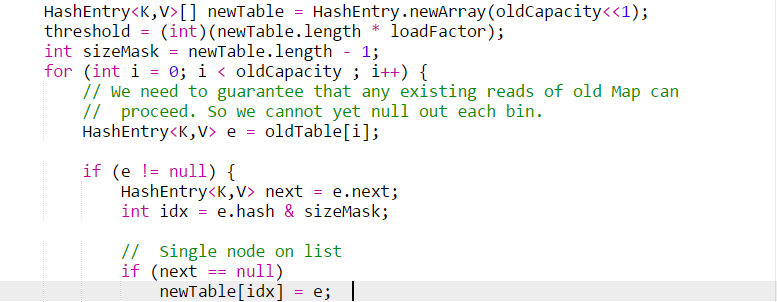 HashEntry<K,V>[] newTable = HashEntry.newArray(oldCapacity<<1);
threshold = (int)(newTable.length * loadFactor);
int sizeMask = newTable.length - 1;
for (int i = 0; i < oldCapacity ; i++) {
    // We need to guarantee that any existing reads of old Map can
    //  proceed. So we cannot yet null out each bin.
    HashEntry<K,V> e = oldTable[i];

    if (e != null) {
        HashEntry<K,V> next = e.next;
        int idx = e.hash & sizeMask;

        //  Single node on list
        if (next == null)
            newTable[idx] = e;